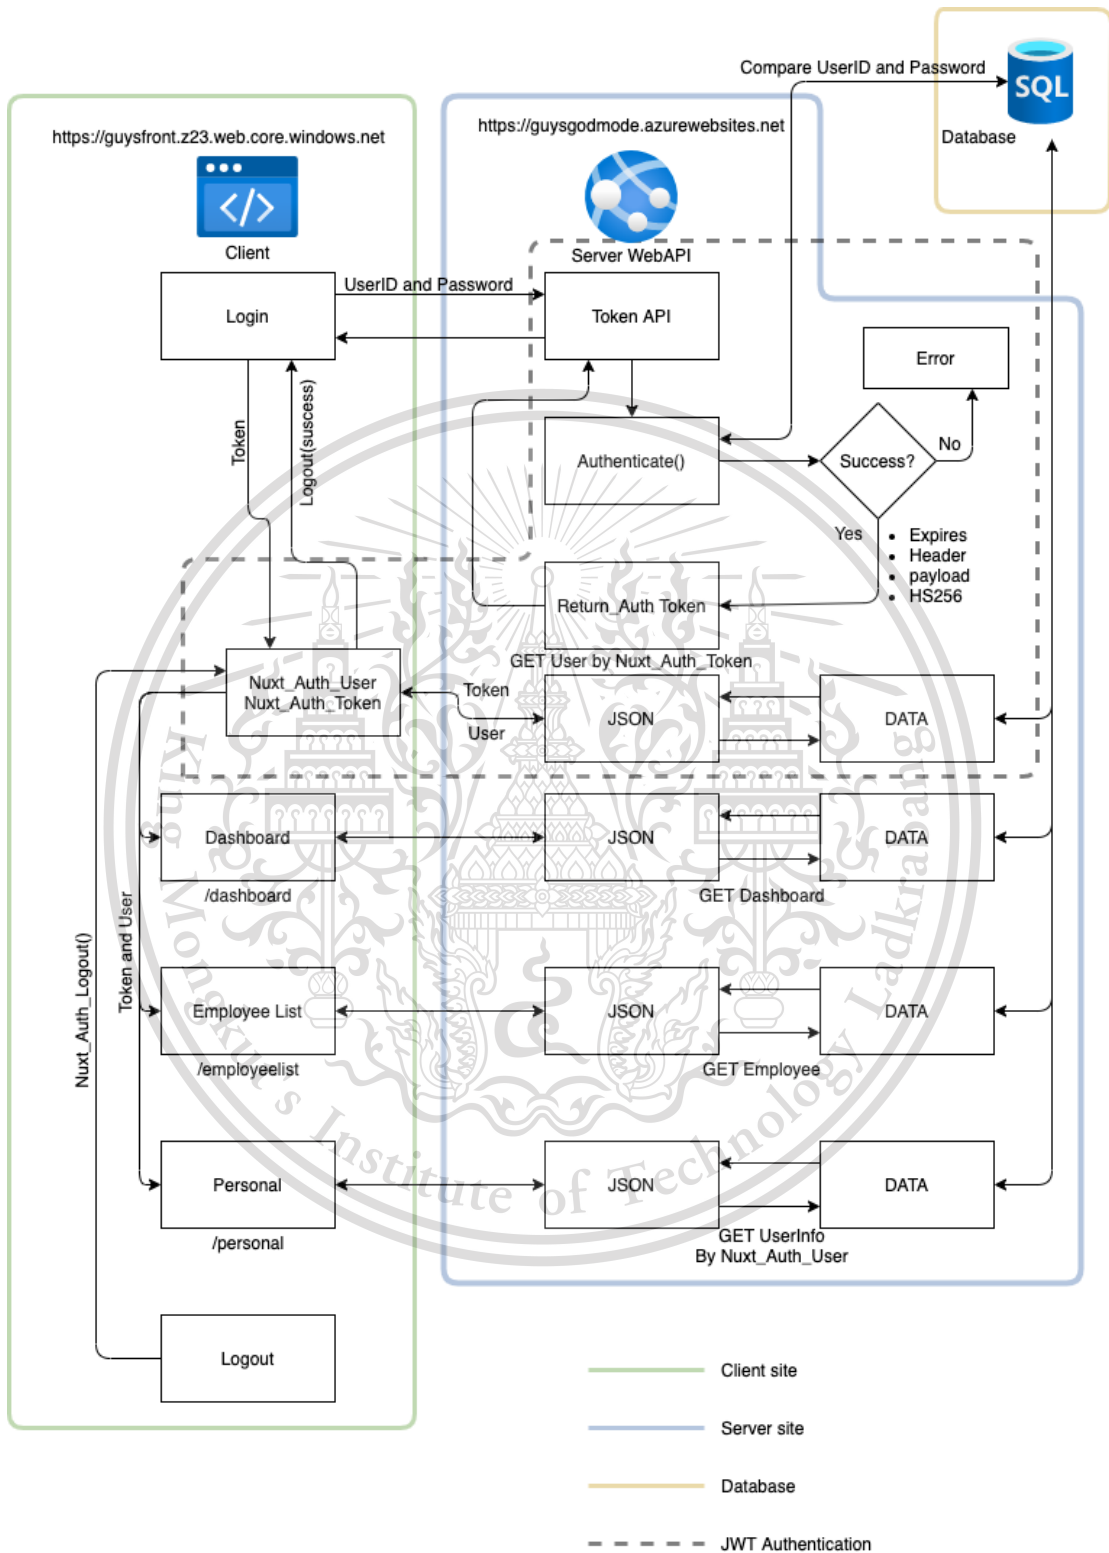 Compare UserID and Password
SQL
Database
https://guysfront.z23.web.core.windows.net
https://guysgodmode.azurewebsites.net
Client
Server WebAPI
Login
UserID and Password
Token API
Error
Token
Logout(suscess)
Authenticate()
Success?
No
Yes
Expires
Header
payload
HS256
Return_Auth Token
GET User by Nuxt_Auth_Token
Nuxt_Auth_User
Nuxt_Auth_Token
Token
User
JSON
DATA
Dashboard
/dashboard
JSON
DATA
GET Dashboard
Token and User
Nuxt_Auth_Logout()
Employee List
/employeelist
JSON
DATA
GET Employee
Personal
/personal
JSON
DATA
GET UserInfo
By Nuxt_Auth_User
Logout
Client site
Server site
Database
JWT Authentication
King Mongkut's Institute of Technology Ladkrabang